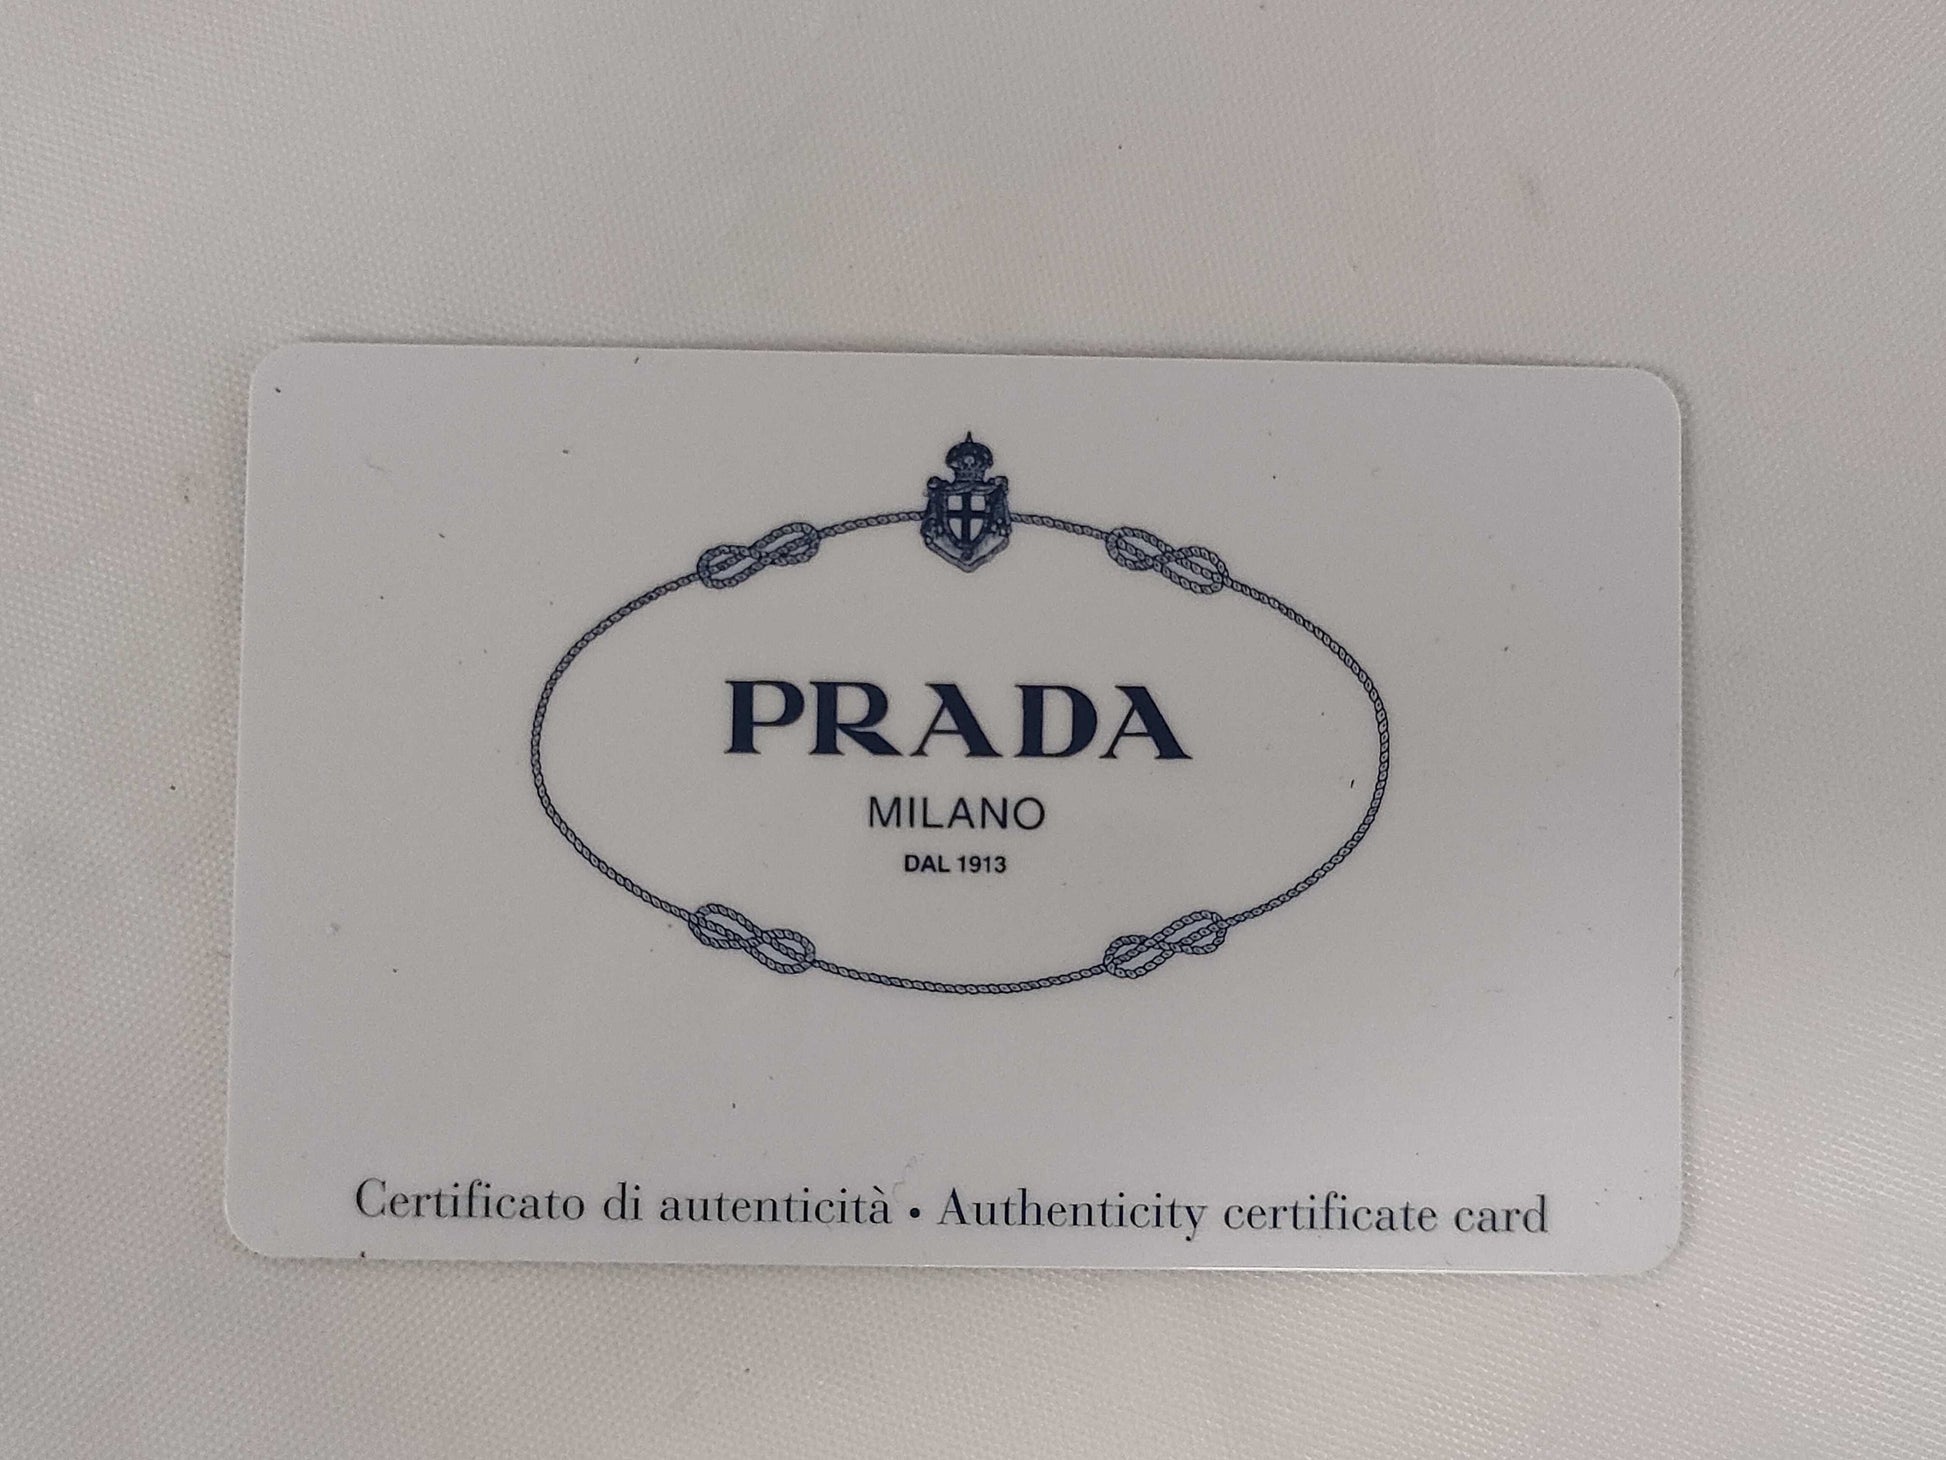 PRADA
MILANO
DAL 1913
Certificato di autenticità • Authenticity certificate card